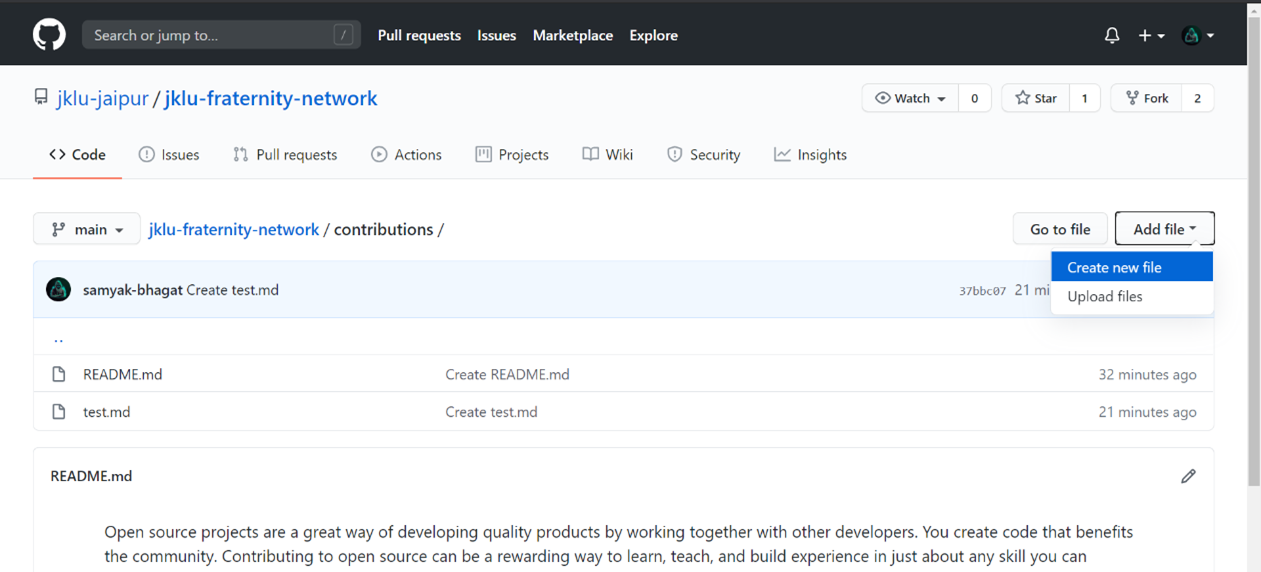 Search or jump to... / Pull requests Issues Marketplace Explore
jklu-jaipur / jklu-fraternity-network Watch 0 Star 1 Fork 2
<> Code Issues Pull requests Actions Projects Wiki Security Insights
main jklu-fraternity-network / contributions / Go to file Add file
Create new file
samyak-bhagat Create test.md 37bbc07 21 mi
Upload files
..
README.md Create README.md 32 minutes ago
test.md Create test.md 21 minutes ago
README.md
Open source projects are a great way of developing quality products by working together with other developers. You create code that benefits
the community. Contributing to open source can be a rewarding way to learn, teach, and build experience in just about any skill you can